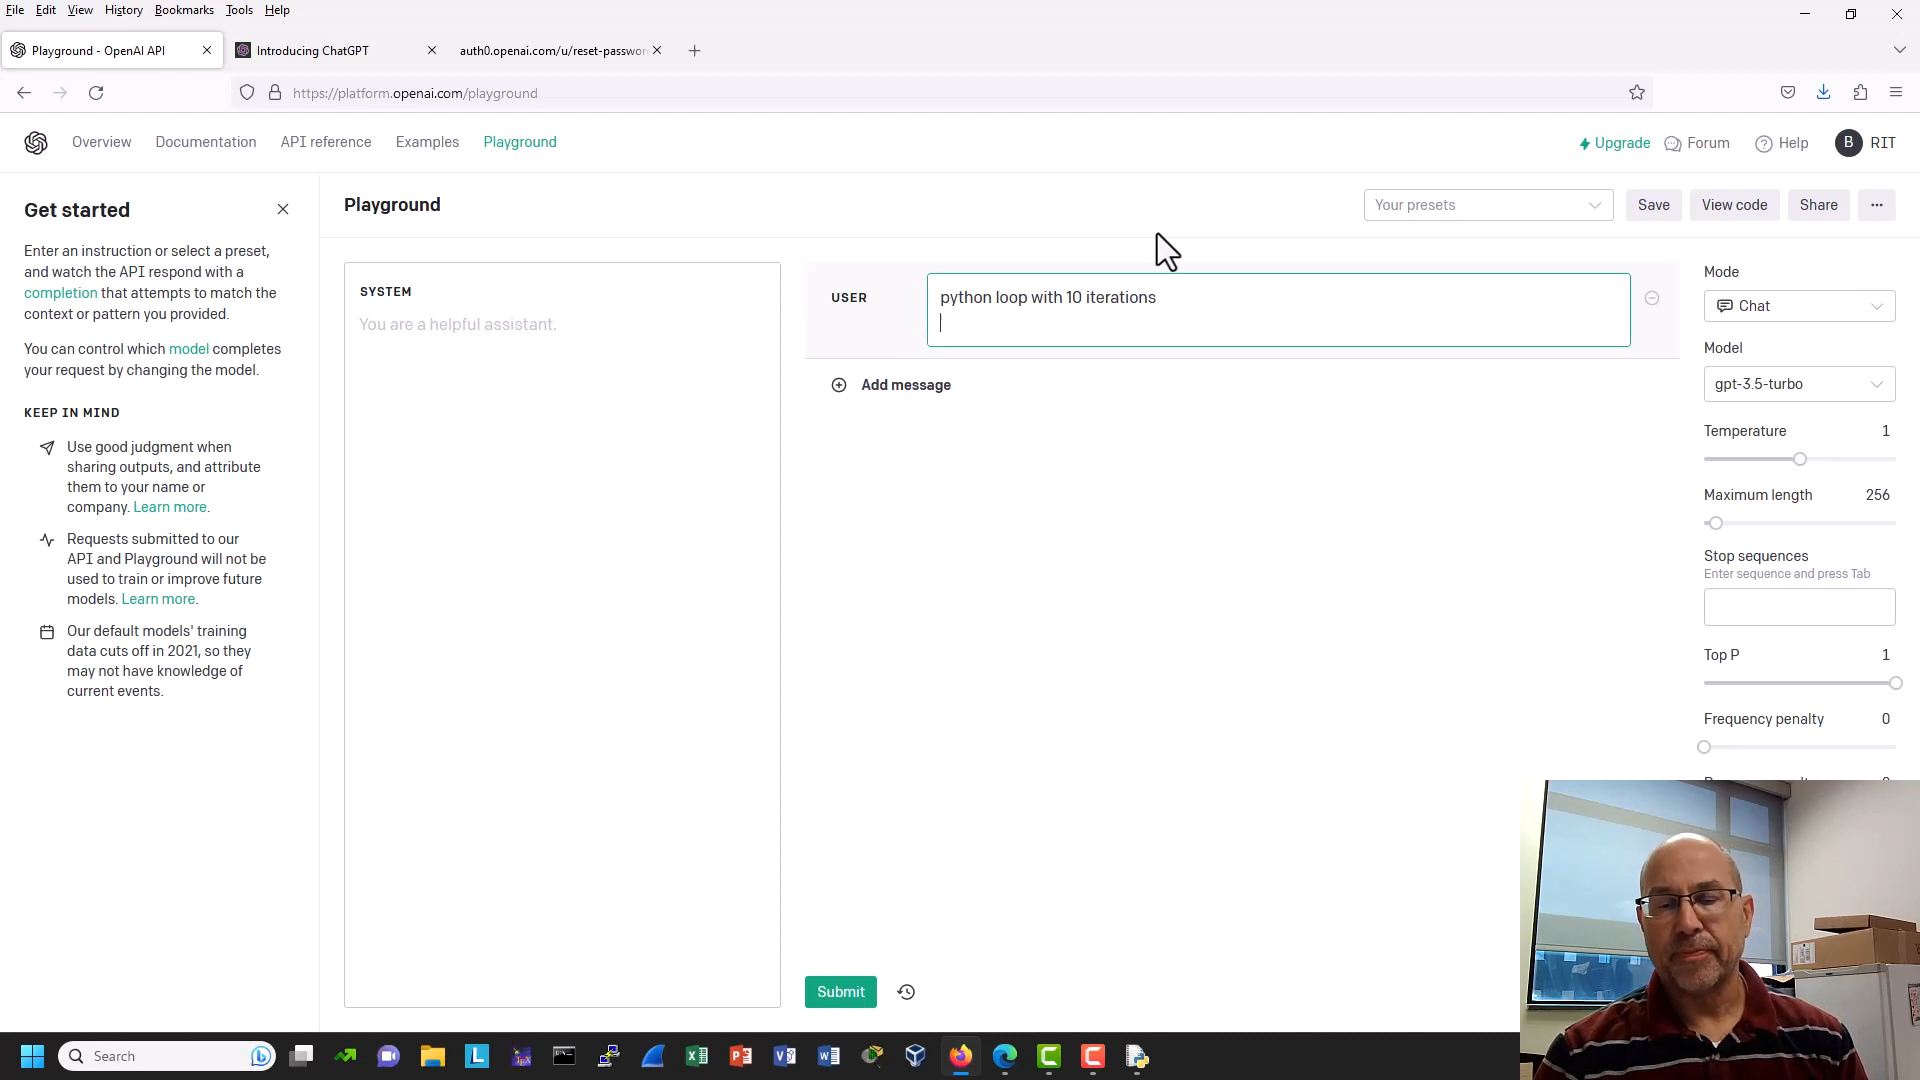 File Edit View History Bookmarks Tools Help
Playground - OpenAI API
Introducing ChatGPT
auth0.openai.com/u/reset-passwor
https://platform.openai.com/playground
Overview Documentation API reference Examples Playground
Upgrade Forum Help B RIT
Get started
Enter an instruction or select a preset,
and watch the API respond with a
completion that attempts to match the
context or pattern you provided.
You can control which model completes
your request by changing the model.
KEEP IN MIND
Use good judgment when
sharing outputs, and attribute
them to your name or
company. Learn more.
Requests submitted to our
API and Playground will not be
used to train or improve future
models. Learn more.
Our default models' training
data cuts off in 2021, so they
may not have knowledge of
current events.
Playground
Your presets
Save View code Share ...
SYSTEM
You are a helpful assistant.
USER
python loop with 10 iterations
Add message
Submit
Mode
Chat
Model
gpt-3.5-turbo
Temperature 1
Maximum length 256
Stop sequences
Enter sequence and press Tab
Top P 1
Frequency penalty 0
Search